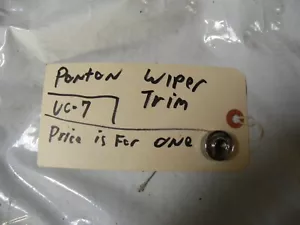 Ponton Wiper
UC-7 Trim
Price is For one